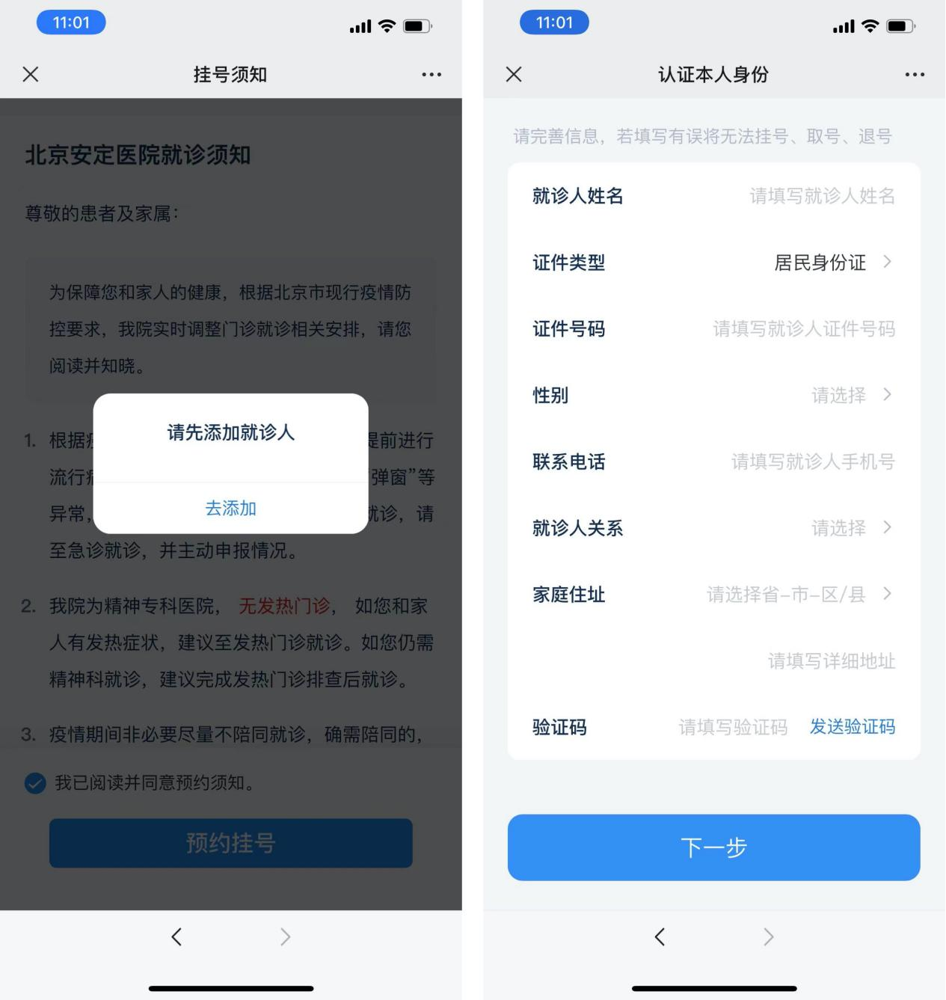 11:01
挂号须知
北京安定医院就诊须知
尊敬的患者及家属：
为保障您和家人的健康，根据北京市现行疫情防
控要求，我院实时调整门诊就诊相关安排，请您
阅读并知晓。
请先添加就诊人
去添加
1. 根据 提前进行
流行 弹窗”等
异常， 就诊，请
至急诊就诊，并主动申报情况。
2. 我院为精神专科医院， 无发热门诊， 如您和家
人有发热症状，建议至发热门诊就诊。如您仍需
精神科就诊，建议完成发热门诊排查后就诊。
3. 疫情期间非必要尽量不陪同就诊，确需陪同的，
我已阅读并同意预约须知。
预约挂号
11:01
认证本人身份
请完善信息，若填写有误将无法挂号、取号、退号
就诊人姓名 请填写就诊人姓名
证件类型 居民身份证
证件号码 请填写就诊人证件号码
性别 请选择
联系电话 请填写就诊人手机号
就诊人关系 请选择
家庭住址 请选择省-市-区/县
请填写详细地址
验证码 请填写验证码 发送验证码
下一步